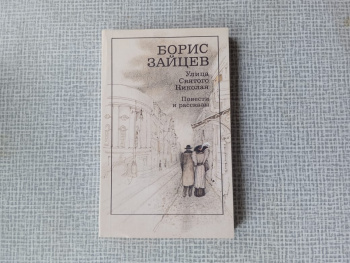 БОРИС
ЗАЙЦЕВ
Улица
Святого
Николая
Повести
и рассказы